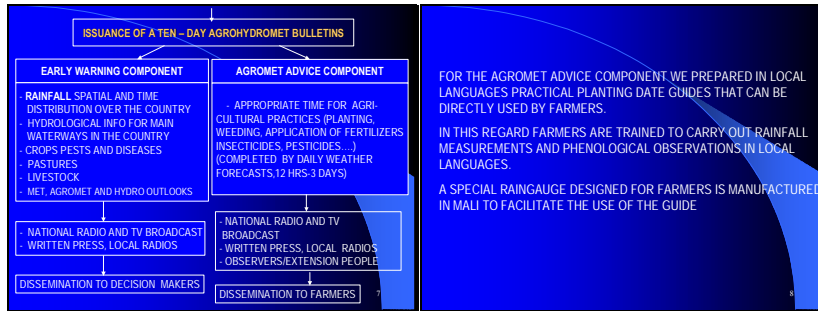 ISSUANCE OF A TEN – DAY AGROHYDROMET BULLETINS
EARLY WARNING COMPONENT
- RAINFALL SPATIAL AND TIME
DISTRIBUTION OVER THE COUNTRY
- HYDROLOGICAL INFO FOR MAIN
WATERWAYS IN THE COUNTRY
- CROPS PESTS AND DISEASES
- PASTURES
- LIVESTOCK
- MET, AGROMET AND HYDRO OUTLOOKS
- NATIONAL RADIO AND TV BROADCAST
- WRITTEN PRESS, LOCAL RADIOS
DISSEMINATION TO DECISION MAKERS
AGROMET ADVICE COMPONENT
- APPROPRIATE TIME FOR AGRI-
CULTURAL PRACTICES (PLANTING,
WEEDING, APPLICATION OF FERTILIZERS
INSECTICIDES, PESTICIDES....)
(COMPLETED BY DAILY WEATHER
FORECASTS,12 HRS-3 DAYS)
- NATIONAL RADIO AND TV
BROADCAST
- WRITTEN PRESS, LOCAL RADIOS
- OBSERVERS/EXTENSION PEOPLE
DISSEMINATION TO FARMERS
7
FOR THE AGROMET ADVICE COMPONENT WE PREPARED IN LOCAL
LANGUAGES PRACTICAL PLANTING DATE GUIDES THAT CAN BE
DIRECTLY USED BY FARMERS.
IN THIS REGARD FARMERS ARE TRAINED TO CARRY OUT RAINFALL
MEASUREMENTS AND PHENOLOGICAL OBSERVATIONS IN LOCAL
LANGUAGES.
A SPECIAL RAINGAUGE DESIGNED FOR FARMERS IS MANUFACTURED
IN MALI TO FACILITATE THE USE OF THE GUIDE
8